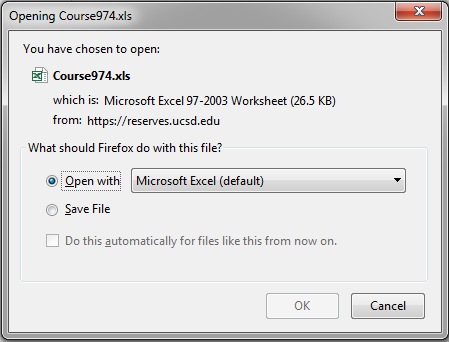 Opening Course974.xls
You have chosen to open:
Course974.xls
which is: Microsoft Excel 97-2003 Worksheet (26.5 KB)
from: https://reserves.ucsd.edu
What should Firefox do with this file?
Open with Microsoft Excel (default)
Save File
Do this automatically for files like this from now on.
OK Cancel